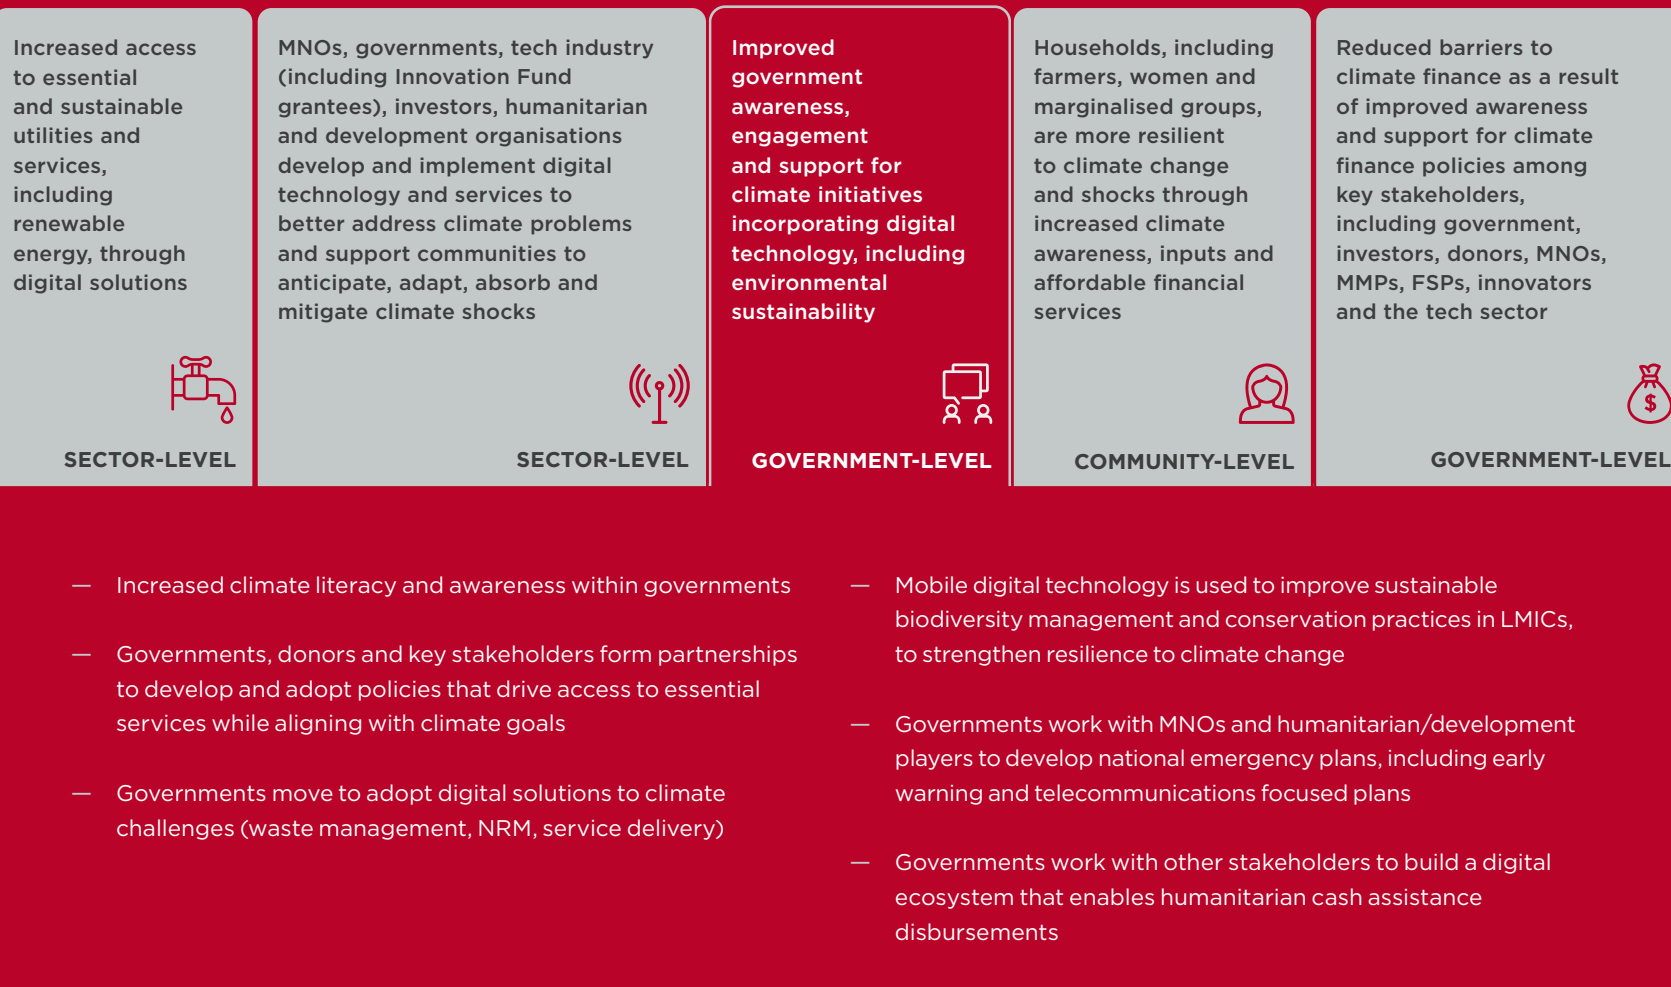 Increased access
to essential
and sustainable
utilities and
services,
including
renewable
energy, through
digital solutions
SECTOR-LEVEL
MNOs, governments, tech industry
(including Innovation Fund
grantees), investors, humanitarian
and development organisations
develop and implement digital
technology and services to
better address climate problems
and support communities to
anticipate, adapt, absorb and
mitigate climate shocks
SECTOR-LEVEL
Improved
government
awareness,
engagement
and support for
climate initiatives
incorporating digital
technology, including
environmental
sustainability
GOVERNMENT-LEVEL
Households, including
farmers, women and
marginalised groups,
are more resilient
to climate change
and shocks through
increased climate
awareness, inputs and
affordable financial
services
COMMUNITY-LEVEL
Reduced barriers to
climate finance as a result
of improved awareness
and support for climate
finance policies among
key stakeholders,
including government,
investors, donors, MNOs,
MMPs, FSPs, innovators
and the tech sector
$
GOVERNMENT-LEVEL
— Increased climate literacy and awareness within governments
— Governments, donors and key stakeholders form partnerships
to develop and adopt policies that drive access to essential
services while aligning with climate goals
— Governments move to adopt digital solutions to climate
challenges (waste management, NRM, service delivery)
— Mobile digital technology is used to improve sustainable
biodiversity management and conservation practices in LMICs,
to strengthen resilience to climate change
— Governments work with MNOs and humanitarian/development
players to develop national emergency plans, including early
warning and telecommunications focused plans
— Governments work with other stakeholders to build a digital
ecosystem that enables humanitarian cash assistance
disbursements